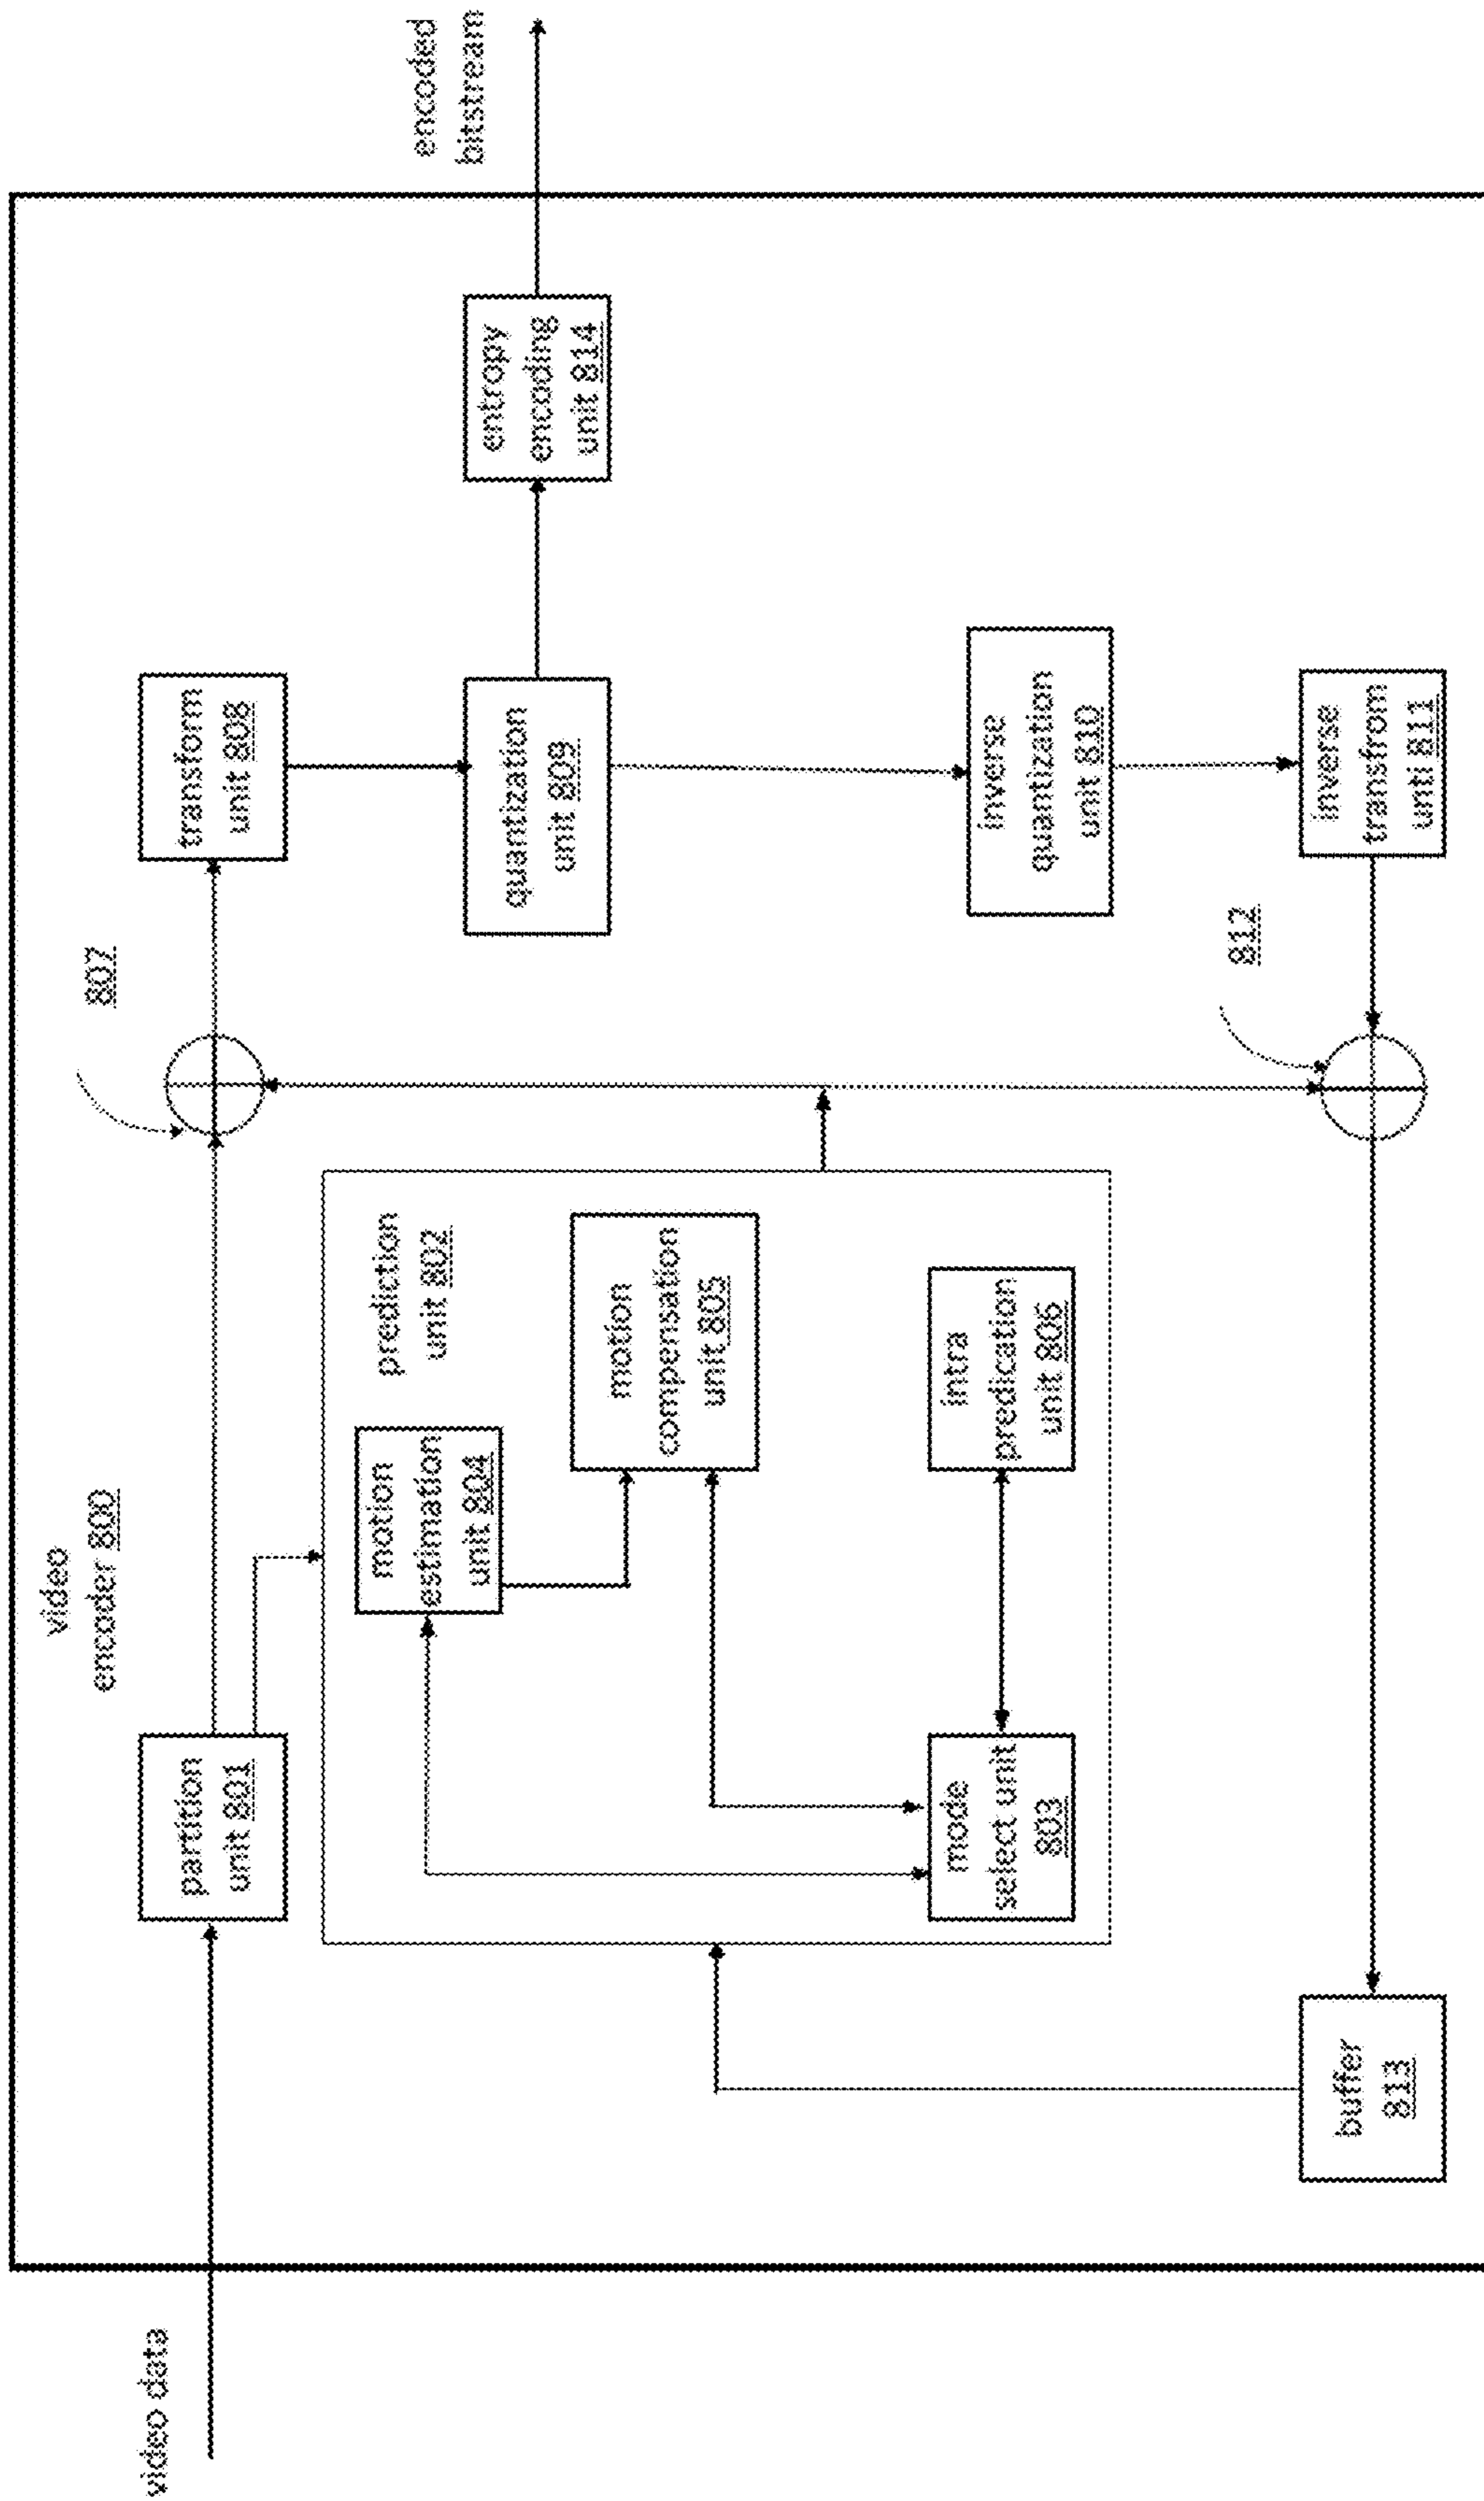 video
encoder 800
video data
partition
unit 801
807
transform
unit 808
encoded
bitstream
prediction
unit 802
motion
estimation
unit 804
motion
compensation
unit 805
quantization
unit 809
entropy
encoding
unit 814
mode
select unit
803
intra
predication
unit 806
inverse
quantization
unit 810
812
buffer
813
inverse
transfrom
unti 811